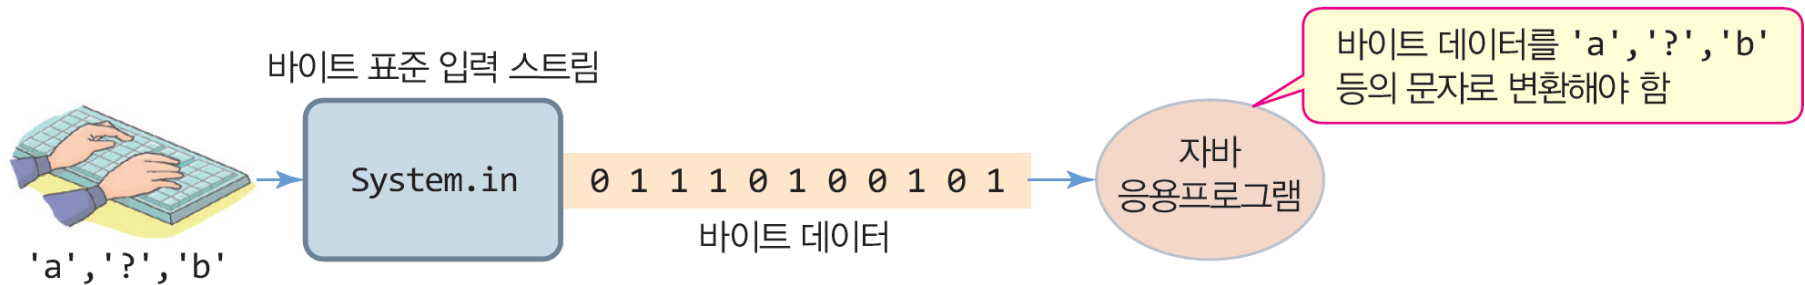 바이트 표준 입력 스트림
'a','?','b'
System.in
0 1 1 1 0 1 0 0 1 0 1
바이트 데이터
자바
응용프로그램
바이트 데이터를 'a','?','b'
등의 문자로 변환해야 함